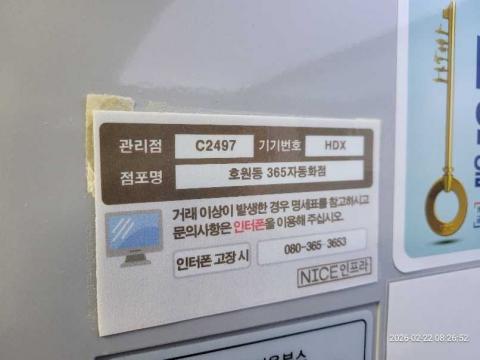 관리점 C2497 기기번호 HDX
점포명 호원동 365자동화점
거래 이상이 발생한 경우 명세표를 참고하시고
문의사항은 인터폰을 이용해 주십시오.
인터폰 고장 시 080-365-3653
NICE인프라
2026-02-22 08:26:52